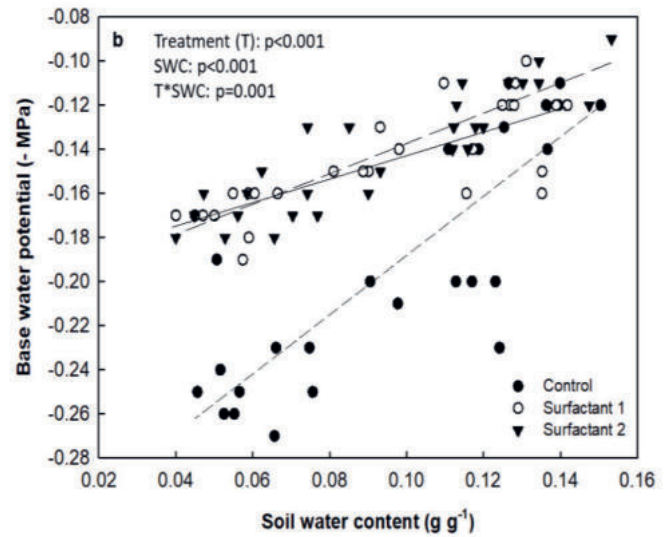 b
Treatment (T): p<0.001
SWC: p<0.001
T*SWC: p=0.001
-0.08
-0.10
-0.12
-0.14
-0.16
-0.18
-0.20
-0.22
-0.24
-0.26
-0.28
Base water potential (- MPa)
Control
Surfactant 1
Surfactant 2
0.02 0.04 0.06 0.08 0.10 0.12 0.14 0.16
Soil water content (g g⁻¹)